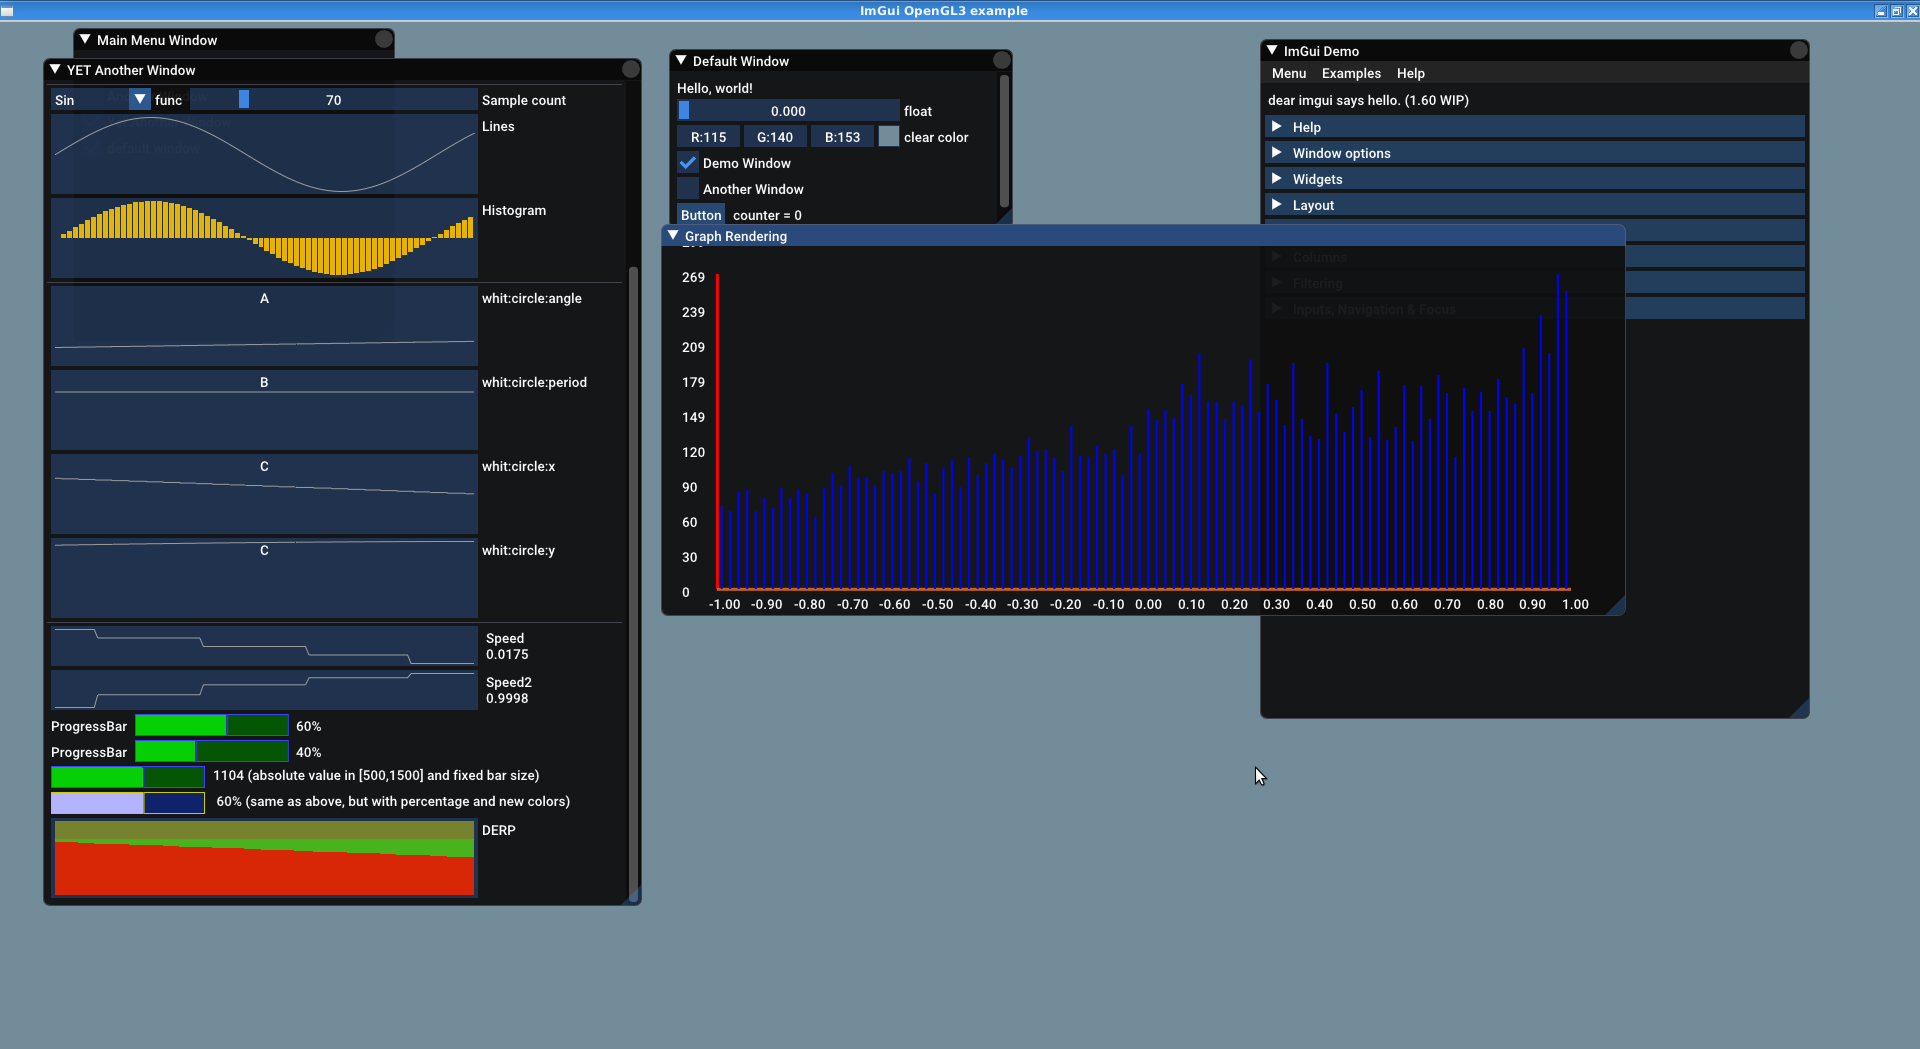 ImGui OpenGL3 example
Main Menu Window
YET Another Window
Sin func 70 Sample count
Lines
default window
Histogram
A whit:circle:angle
B whit:circle:period
C whit:circle:x
C whit:circle:y
Speed
0.0175
Speed2
0.9998
ProgressBar 60%
ProgressBar 40%
1104 (absolute value in [500,1500] and fixed bar size)
60% (same as above, but with percentage and new colors)
DERP
Default Window
Hello, world!
0.000 float
R:115 G:140 B:153 clear color
Demo Window
Another Window
Button counter = 0
Graph Rendering
269
239
209
179
149
120
90
60
30
0
-1.00 -0.90 -0.80 -0.70 -0.60 -0.50 -0.40 -0.30 -0.20 -0.10 0.00 0.10 0.20 0.30 0.40 0.50 0.60 0.70 0.80 0.90 1.00
ImGui Demo
Menu Examples Help
dear imgui says hello. (1.60 WIP)
Help
Window options
Widgets
Layout
Columns
Filtering
Inputs, Navigation & Focus